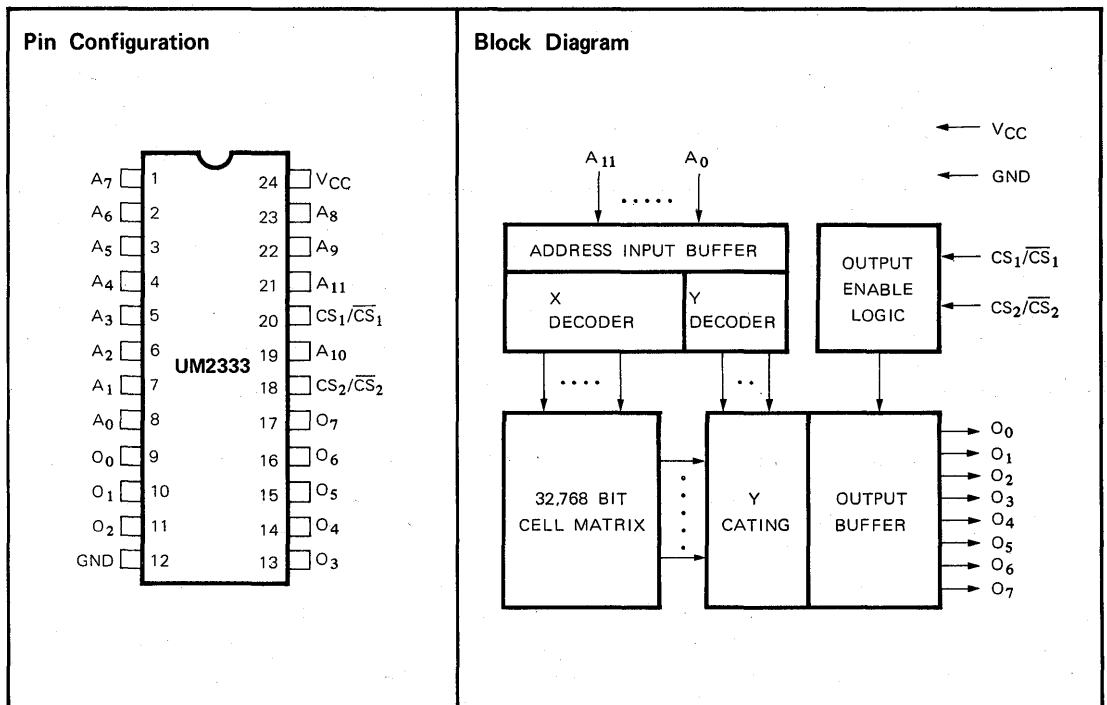 Pin Configuration
A7 1
A6 2
A5 3
A4 4
A3 5
A2 6
A1 7
A0 8
O0 9
O1 10
O2 11
GND 12
UM2333
24 VCC
23 A8
22 A9
21 A11
20 CS1/C̅S̅1
19 A10
18 CS2/C̅S̅2
17 O7
16 O6
15 O5
14 O4
13 O3
Block Diagram
VCC
GND
A11 ..... A0
ADDRESS INPUT BUFFER
X
DECODER
Y
DECODER
OUTPUT
ENABLE
LOGIC
CS1/C̅S̅1
CS2/C̅S̅2
32,768 BIT
CELL MATRIX
Y
CATING
OUTPUT
BUFFER
O0
O1
O2
O3
O4
O5
O6
O7